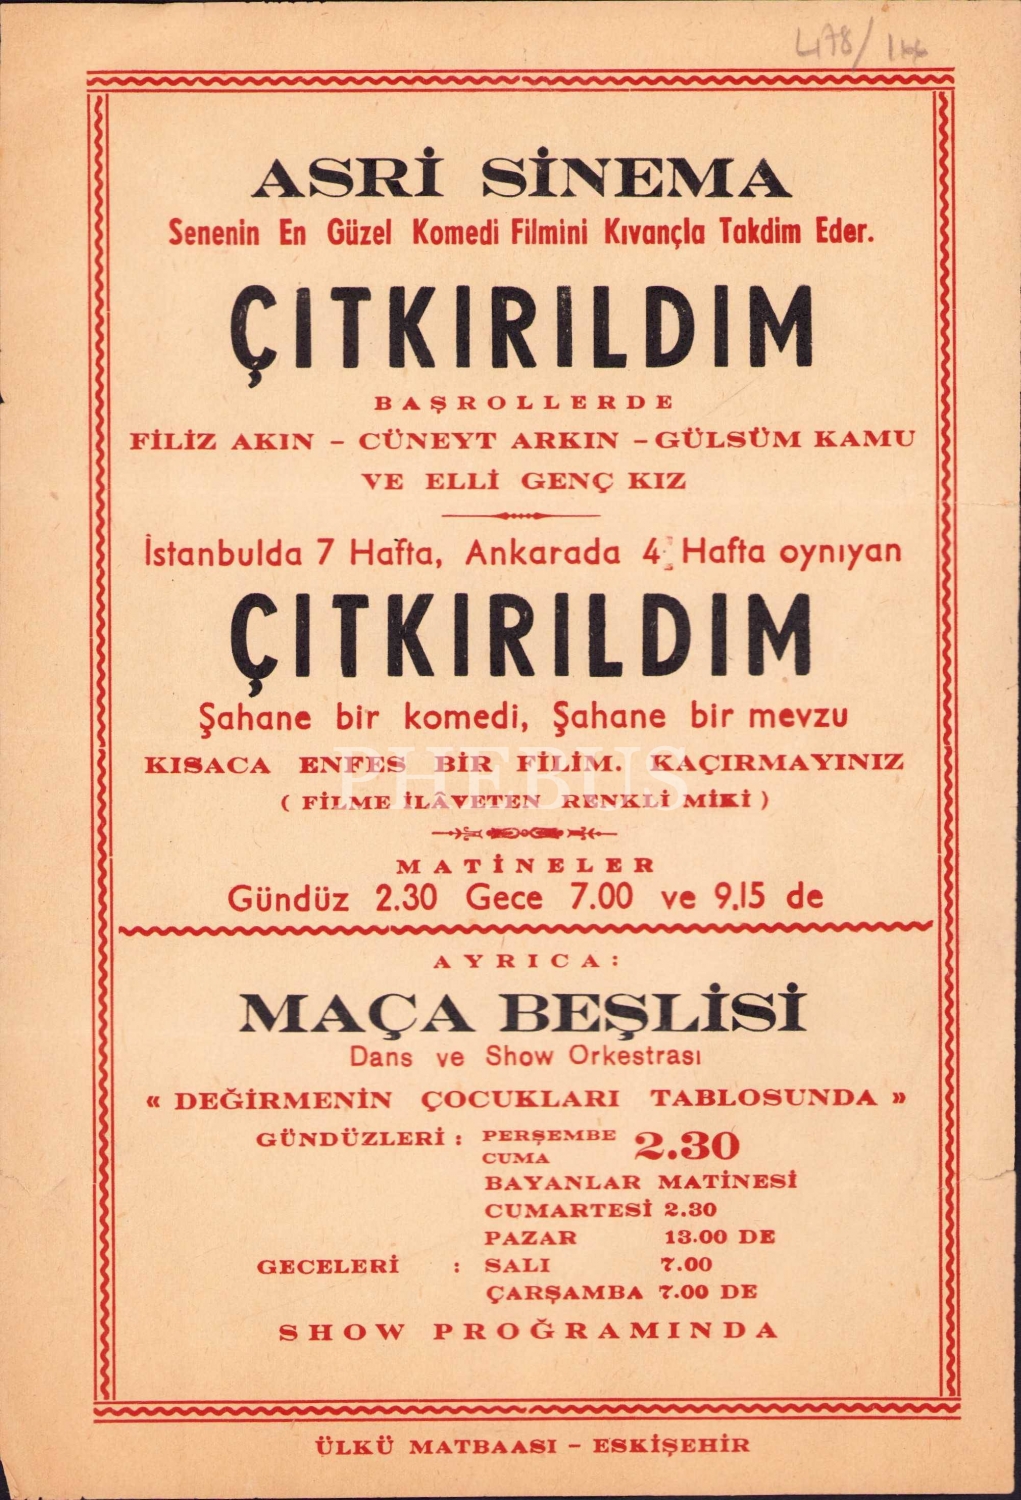 478/144
ASRİ SİNEMA
Senenin En Güzel Komedi Filmini Kıvançla Takdim Eder.
ÇITKIRILDIM
BAŞROLLERDE
FİLİZ AKIN - CÜNEYT ARKIN - GÜLSÜM KAMU
VE ELLİ GENÇ KIZ
İstanbulda 7 Hafta, Ankarada 4 Hafta oynıyan
ÇITKIRILDIM
Şahane bir komedi, Şahane bir mevzu
KISACA ENFES BİR FİLİM. KAÇIRMAYINIZ
PHEBUS
( FİLME İLÂVETEN RENKLİ MİKİ )
MATİNELER
Gündüz 2.30 Gece 7.00 ve 9.15 de
AYRICA:
MAÇA BEŞLİSİ
Dans ve Show Orkestrası
« DEĞİRMENİN ÇOCUKLARI TABLOSUNDA »
GÜNDÜZLERİ : PERŞEMBE 2.30
CUMA
BAYANLAR MATİNESİ
CUMARTESİ 2.30
PAZAR 13.00 DE
GECELERİ : SALI 7.00
ÇARŞAMBA 7.00 DE
SHOW PROĞRAMINDA
ÜLKÜ MATBAASI - ESKİŞEHİR